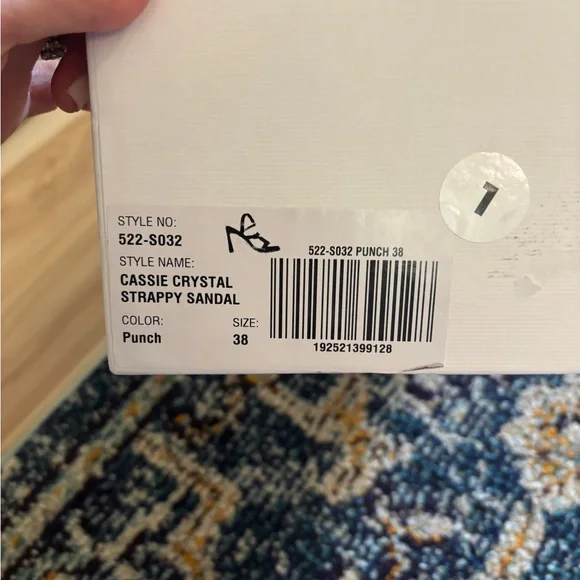 STYLE NO:
522-S032
STYLE NAME:
CASSIE CRYSTAL
STRAPPY SANDAL
COLOR:
Punch
SIZE:
38
522-S032 PUNCH 38
192521399128
1